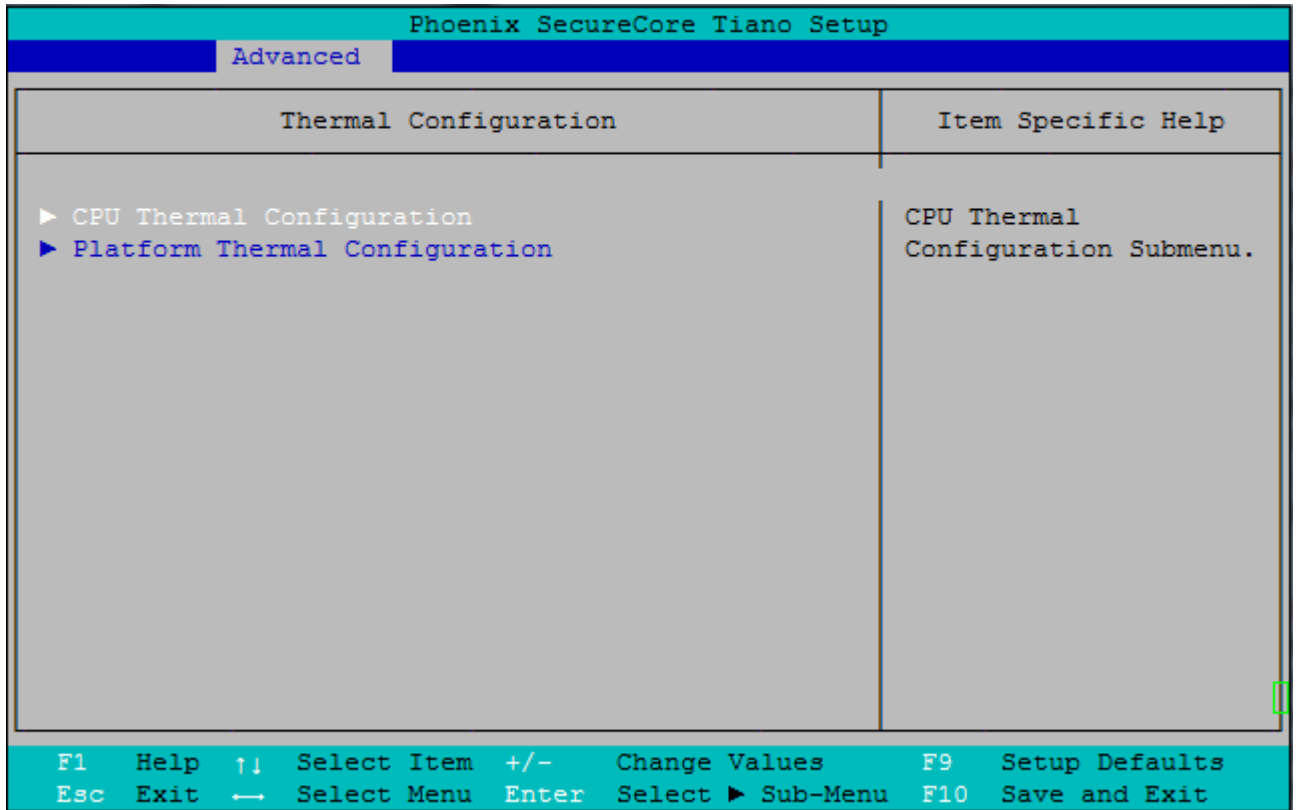 Phoenix SecureCore Tiano Setup
Advanced
Thermal Configuration
Item Specific Help
► CPU Thermal Configuration
► Platform Thermal Configuration
CPU Thermal
Configuration Submenu.
F1 Help ↑↓ Select Item +/- Change Values F9 Setup Defaults
Esc Exit ←→ Select Menu Enter Select ► Sub-Menu F10 Save and Exit